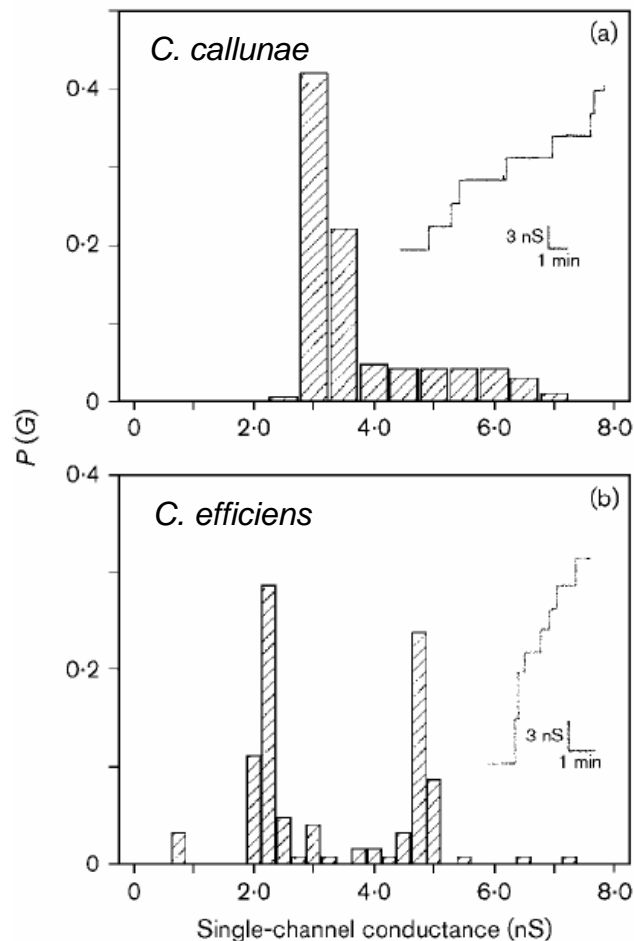 C. callunae
(a)
0·4
0·2
0
3 nS
1 min
0 2·0 4·0 6·0 8·0
P(G)
C. efficiens
(b)
0·4
0·2
0
3 nS
1 min
0 2·0 4·0 6·0 8·0
Single-channel conductance (nS)